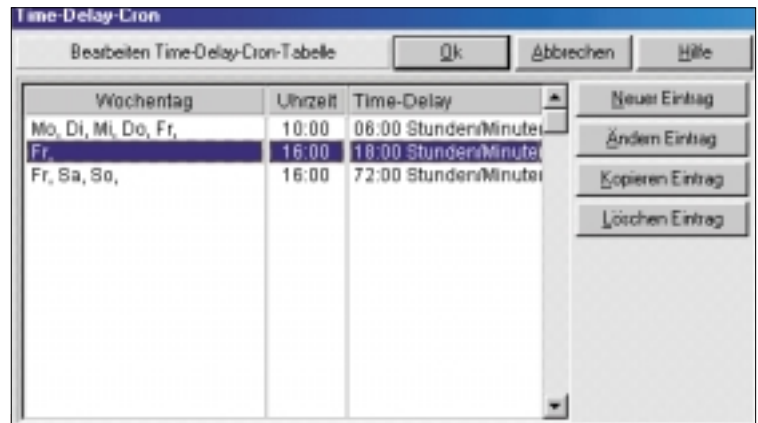 Time-Delay-Cron
Bearbeiten Time-Delay-Cron-Tabelle Ok Abbrechen Hilfe
Wochentag Uhrzeit Time-Delay
Mo, Di, Mi, Do, Fr, 10:00 06:00 Stunden/Minuten
Fr, 16:00 18:00 Stunden/Minuten
Fr, Sa, So, 16:00 72:00 Stunden/Minuten
Neuer Eintrag
Ändern Eintrag
Kopieren Eintrag
Löschen Eintrag